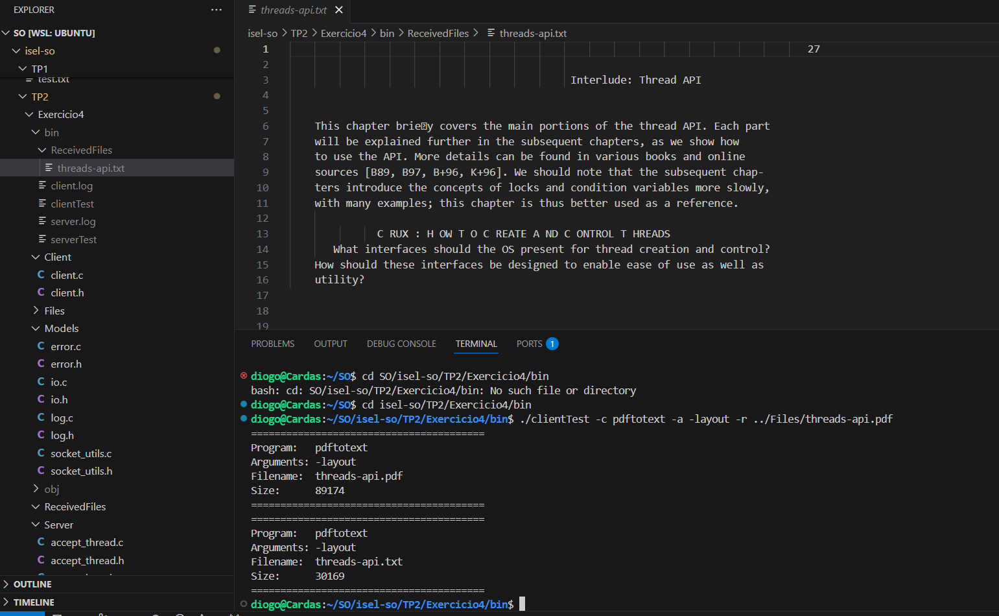 EXPLORER
SO [WSL: UBUNTU]
isel-so
TP1
test.txt
TP2
Exercicio4
bin
ReceivedFiles
threads-api.txt
client.log
clientTest
server.log
serverTest
Client
C client.c
C client.h
Files
Models
C error.c
C error.h
C io.c
C io.h
C log.c
C log.h
C socket_utils.c
C socket_utils.h
obj
ReceivedFiles
Server
C accept_thread.c
C accept_thread.h
OUTLINE
TIMELINE
threads-api.txt
isel-so > TP2 > Exercicio4 > bin > ReceivedFiles > threads-api.txt
1 27
2
3 Interlude: Thread API
4
5
6 This chapter brie y covers the main portions of the thread API. Each part
7 will be explained further in the subsequent chapters, as we show how
8 to use the API. More details can be found in various books and online
9 sources [B89, B97, B+96, K+96]. We should note that the subsequent chap-
10 ters introduce the concepts of locks and condition variables more slowly,
11 with many examples; this chapter is thus better used as a reference.
12
13 C RUX : H OW T O C REATE A ND C ONTROL T HREADS
14 What interfaces should the OS present for thread creation and control?
15 How should these interfaces be designed to enable ease of use as well as
16 utility?
17
18
19
PROBLEMS OUTPUT DEBUG CONSOLE TERMINAL PORTS 1
diogo@Cardas:~/SO$ cd SO/isel-so/TP2/Exercicio4/bin
bash: cd: SO/isel-so/TP2/Exercicio4/bin: No such file or directory
diogo@Cardas:~/SO$ cd isel-so/TP2/Exercicio4/bin
diogo@Cardas:~/SO/isel-so/TP2/Exercicio4/bin$ ./clientTest -c pdftotext -a -layout -r ../Files/threads-api.pdf
========================================
Program: pdftotext
Arguments: -layout
Filename: threads-api.pdf
Size: 89174
========================================
========================================
Program: pdftotext
Arguments: -layout
Filename: threads-api.txt
Size: 30169
========================================
diogo@Cardas:~/SO/isel-so/TP2/Exercicio4/bin$